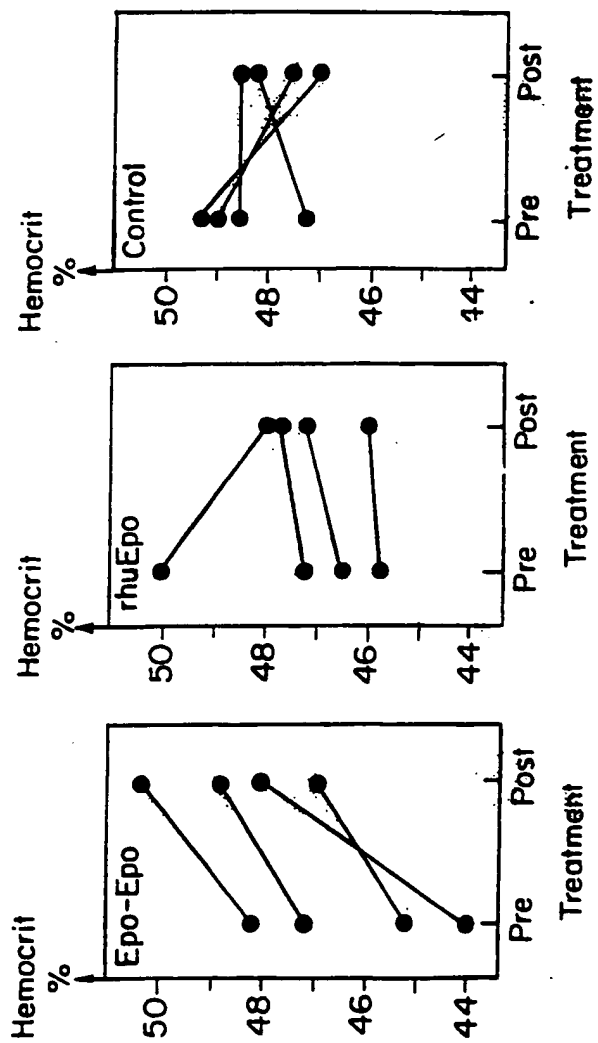 Hemocrit
%
Epo-Epo
50
48
46
44
Pre
Post
Treatment
Hemocrit
%
rhuEpo
50
48
46
44
Pre
Post
Treatment
Hemocrit
%
Control
50
48
46
44
Pre
Post
Treatment